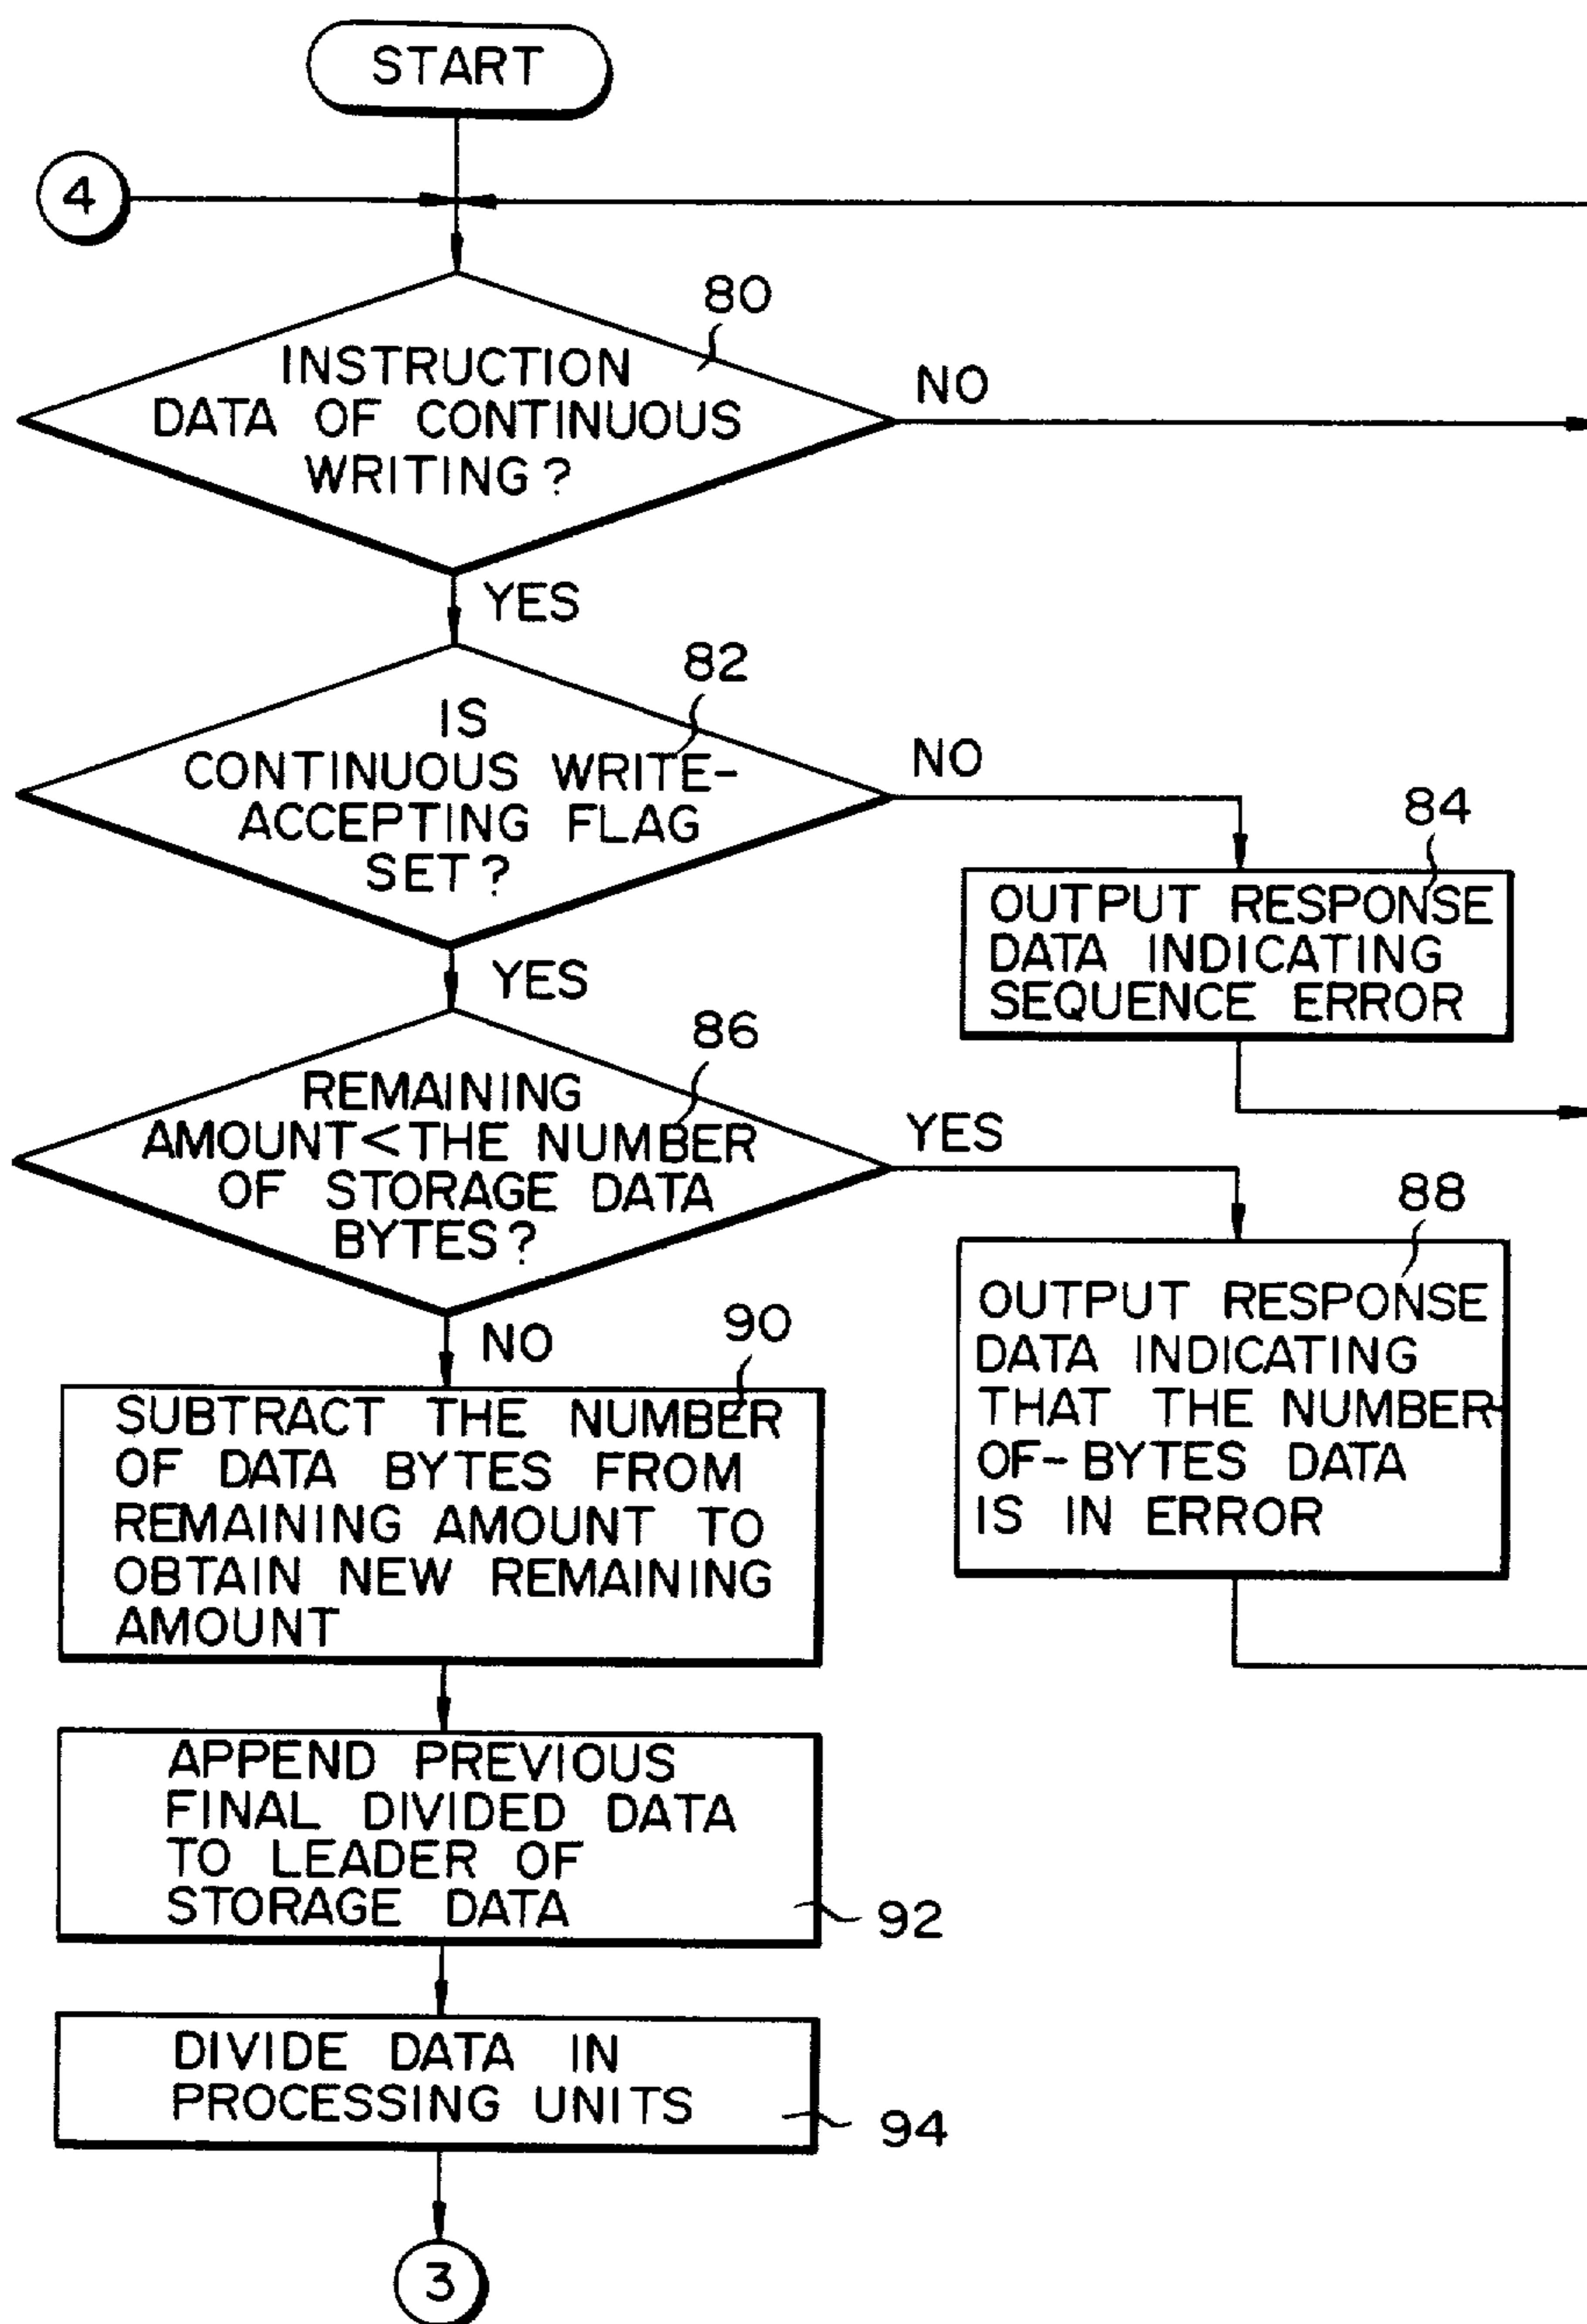 START
4
80
INSTRUCTION
DATA OF CONTINUOUS
WRITING?
NO
YES
82
IS
CONTINUOUS WRITE-
ACCEPTING FLAG
SET?
NO
84
OUTPUT RESPONSE
DATA INDICATING
SEQUENCE ERROR
YES
86
REMAINING
AMOUNT<THE NUMBER
OF STORAGE DATA
BYTES?
YES
88
OUTPUT RESPONSE
DATA INDICATING
THAT THE NUMBER-
OF-BYTES DATA
IS IN ERROR
NO
90
SUBTRACT THE NUMBER
OF DATA BYTES FROM
REMAINING AMOUNT TO
OBTAIN NEW REMAINING
AMOUNT
APPEND PREVIOUS
FINAL DIVIDED DATA
TO LEADER OF
STORAGE DATA
92
DIVIDE DATA IN
PROCESSING UNITS
94
3